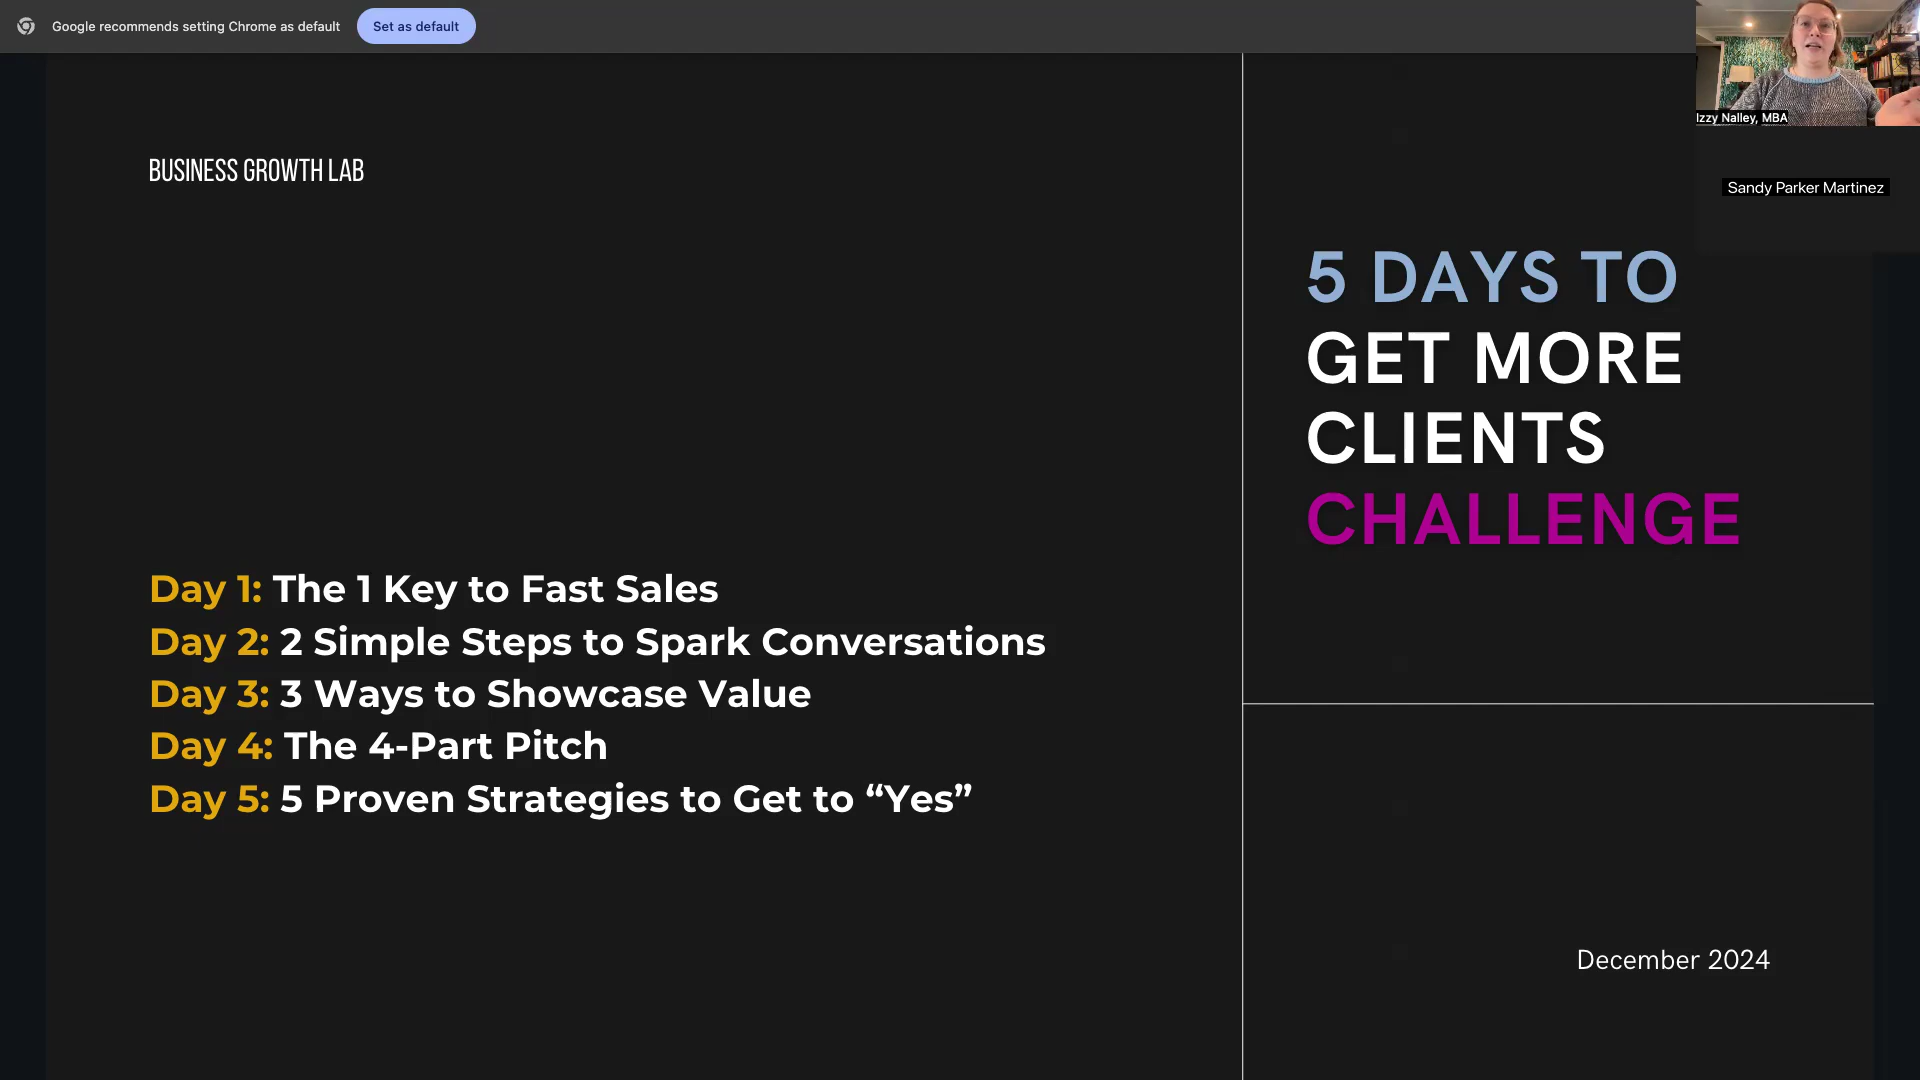 Google recommends setting Chrome as default
Set as default
Izzy Nalley, MBA
Sandy Parker Martinez
BUSINESS GROWTH LAB
5 DAYS TO
GET MORE
CLIENTS
CHALLENGE
Day 1: The 1 Key to Fast Sales
Day 2: 2 Simple Steps to Spark Conversations
Day 3: 3 Ways to Showcase Value
Day 4: The 4-Part Pitch
Day 5: 5 Proven Strategies to Get to “Yes”
December 2024